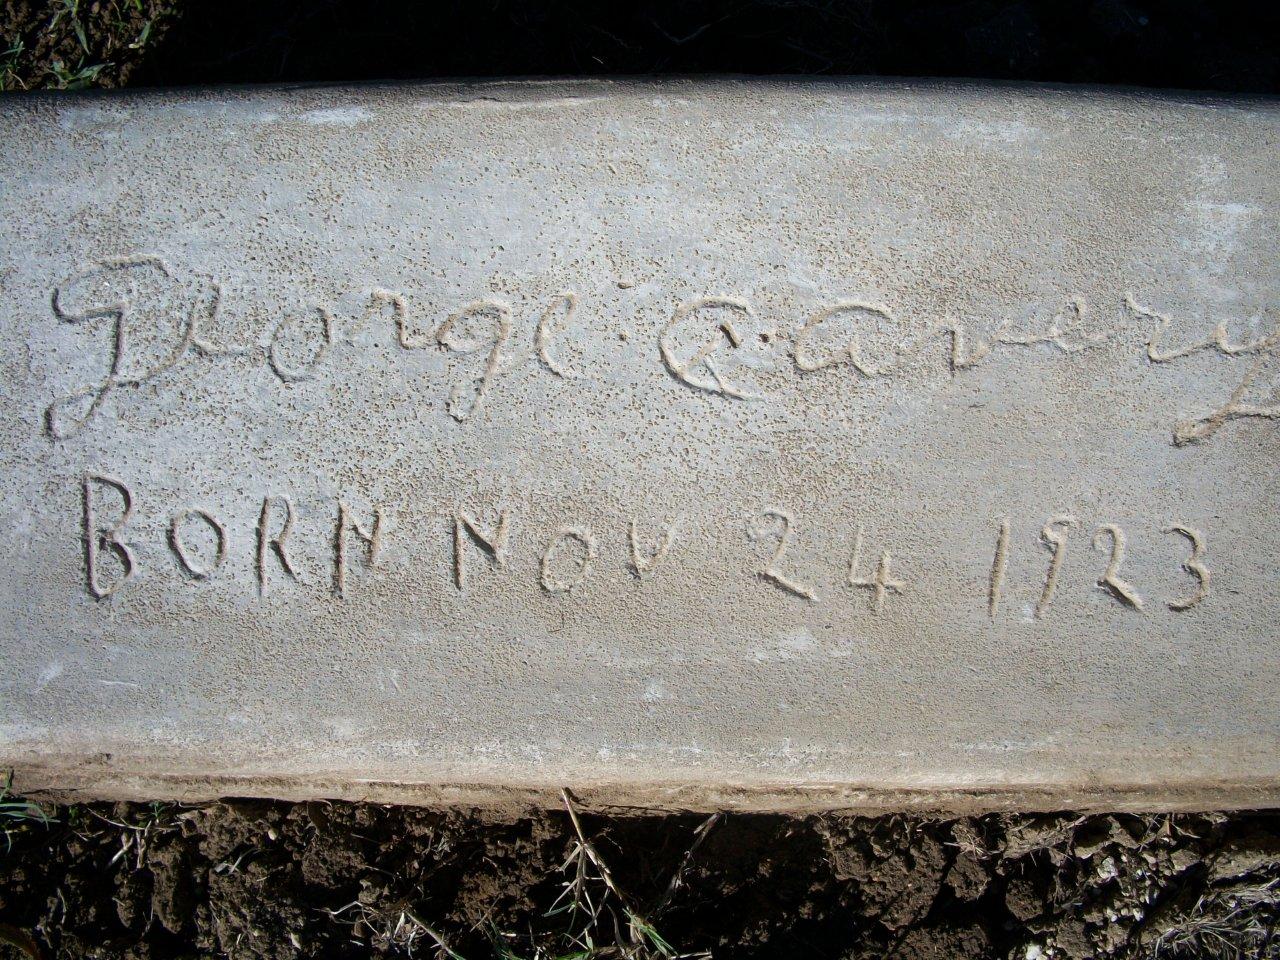 George Q. Avery
BORN NOV 24 1923